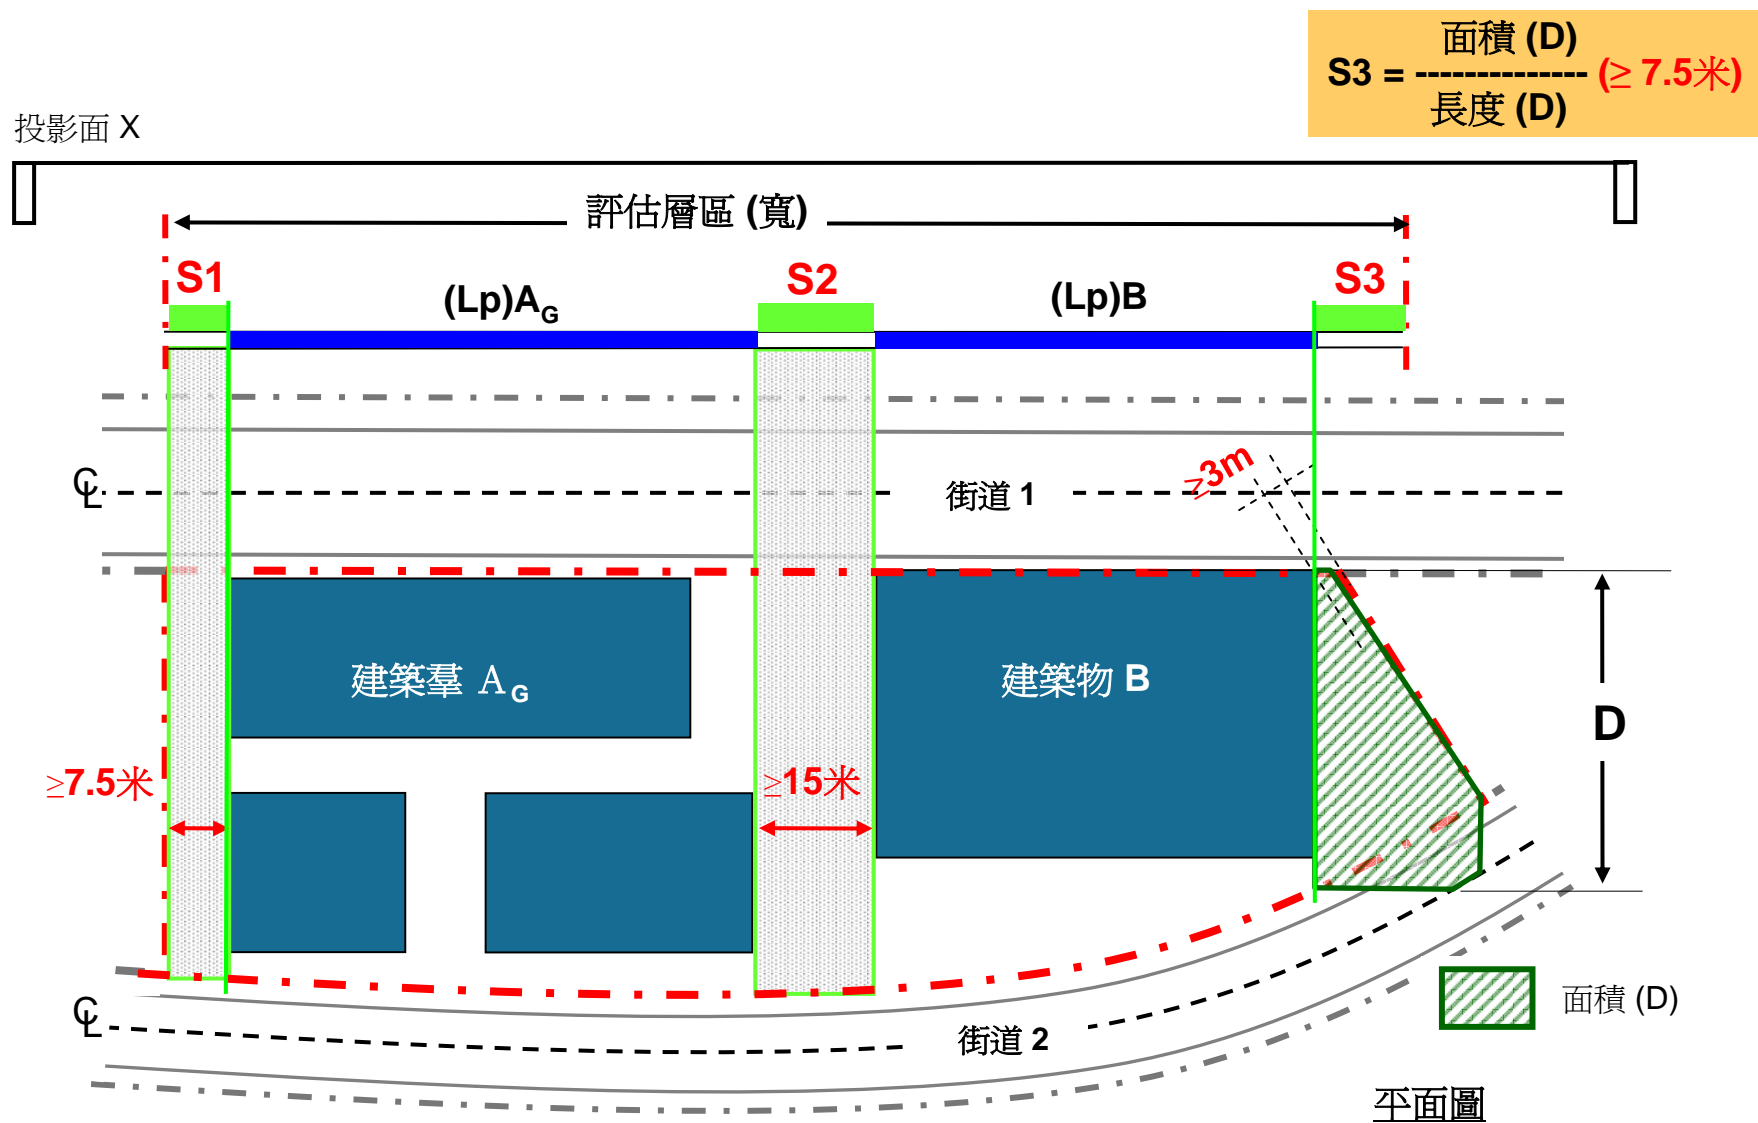 面積 (D)
S3 = -------------- (≥ 7.5米)
長度 (D)
投影面 X
評估層區 (寬)
S1
(Lp)AG
S2
(Lp)B
S3
≥3m
CL
街道 1
建築羣 AG
建築物 B
D
≥7.5米
≥15米
CL
街道 2
面積 (D)
平面圖